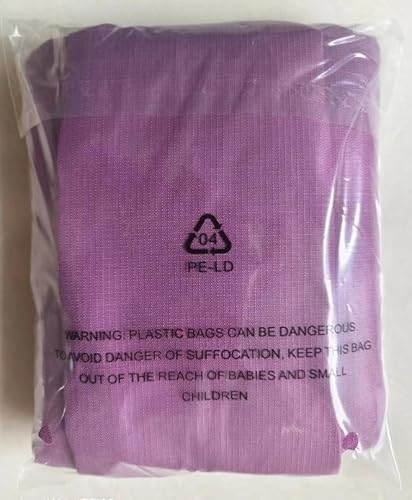 04
PE-LD
WARNING: PLASTIC BAGS CAN BE DANGEROUS
TO AVOID DANGER OF SUFFOCATION, KEEP THIS BAG
OUT OF THE REACH OF BABIES AND SMALL
CHILDREN